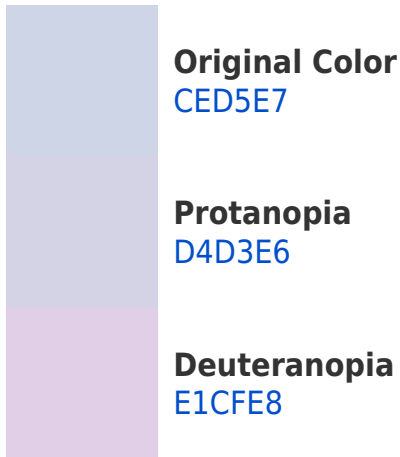 Original Color
CED5E7
Protanopia
D4D3E6
Deuteranopia
E1CFE8